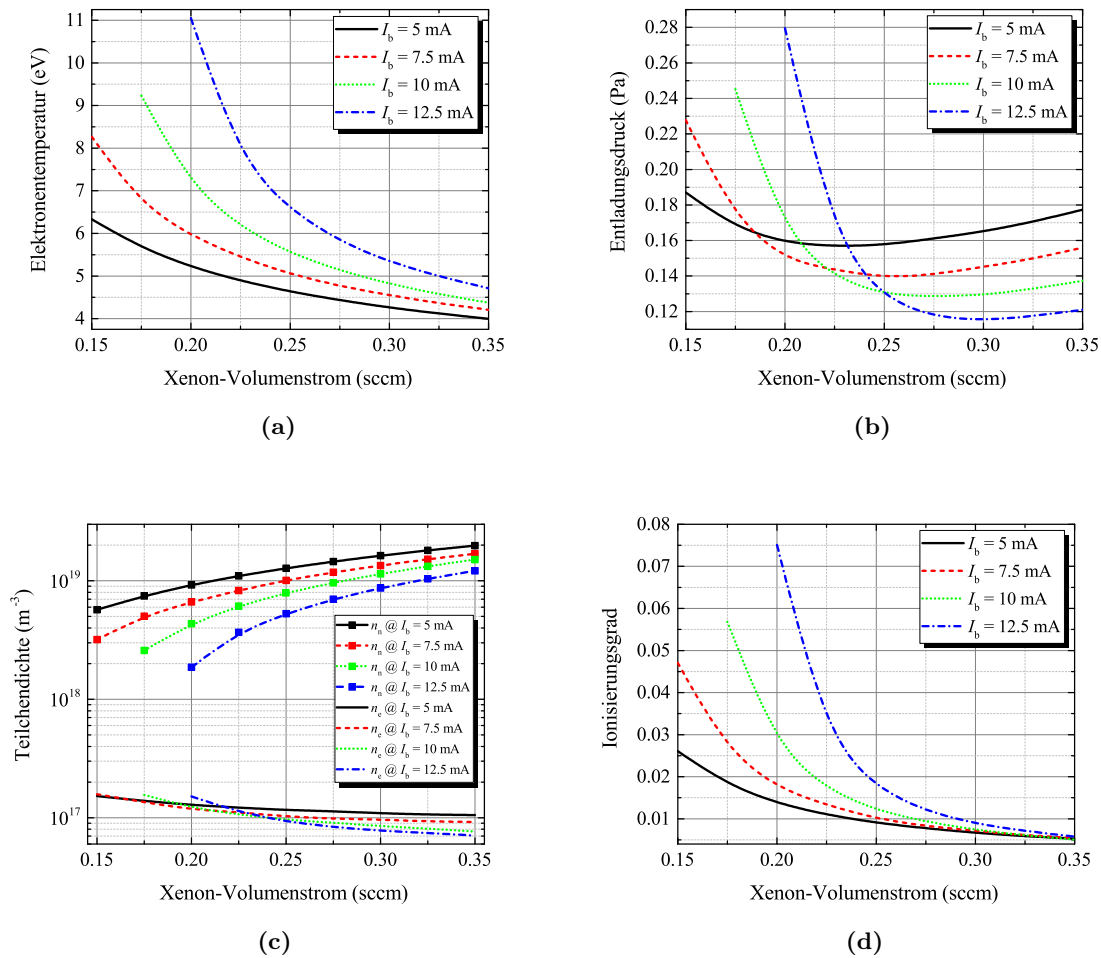 11
10
9
8
7
6
5
4
Elektronentemperatur (eV)
I_b = 5 mA
I_b = 7.5 mA
I_b = 10 mA
I_b = 12.5 mA
0.15 0.20 0.25 0.30 0.35
Xenon-Volumenstrom (sccm)
(a)
0.28
0.26
0.24
0.22
0.20
0.18
0.16
0.14
0.12
Entladungsdruck (Pa)
I_b = 5 mA
I_b = 7.5 mA
I_b = 10 mA
I_b = 12.5 mA
0.15 0.20 0.25 0.30 0.35
Xenon-Volumenstrom (sccm)
(b)
10^19
10^18
10^17
Teilchendichte (m^-3)
n_n @ I_b = 5 mA
n_n @ I_b = 7.5 mA
n_n @ I_b = 10 mA
n_n @ I_b = 12.5 mA
n_e @ I_b = 5 mA
n_e @ I_b = 7.5 mA
n_e @ I_b = 10 mA
n_e @ I_b = 12.5 mA
0.15 0.20 0.25 0.30 0.35
Xenon-Volumenstrom (sccm)
(c)
0.08
0.07
0.06
0.05
0.04
0.03
0.02
0.01
Ionisierungsgrad
I_b = 5 mA
I_b = 7.5 mA
I_b = 10 mA
I_b = 12.5 mA
0.15 0.20 0.25 0.30 0.35
Xenon-Volumenstrom (sccm)
(d)